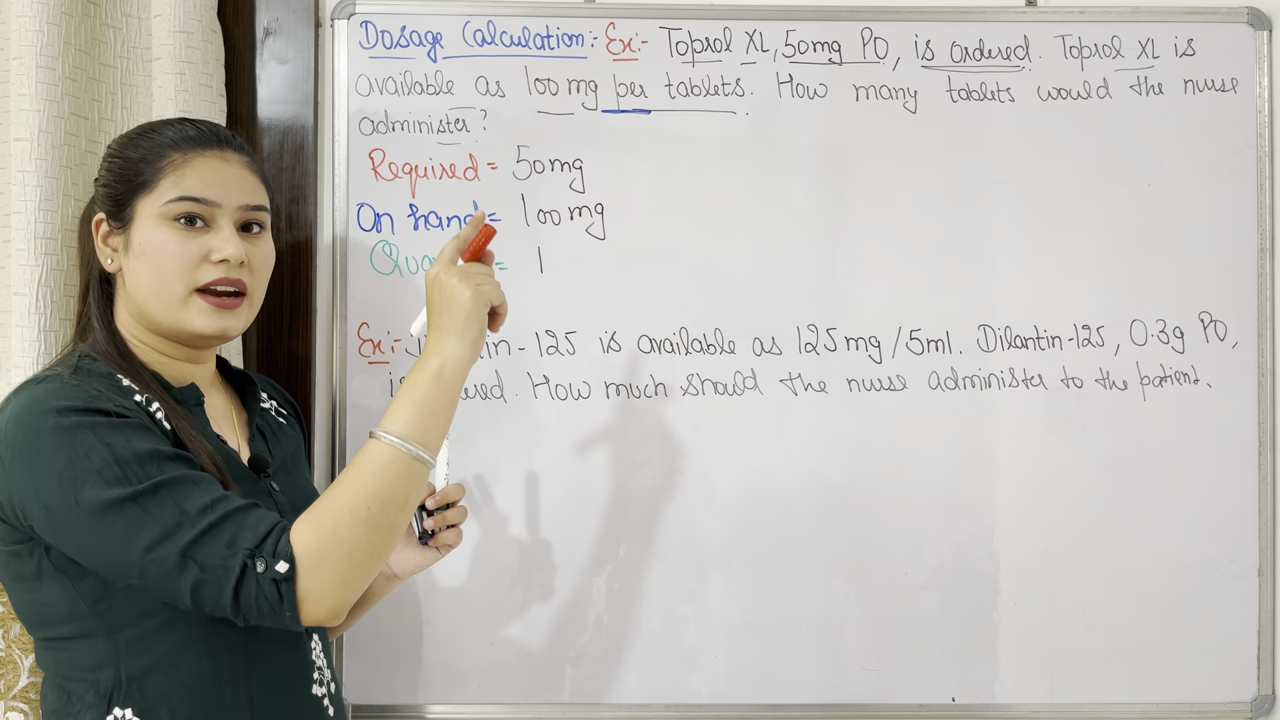 Dosage Calculation:- Ex:- Toprol XL, 50mg PO, is ordered. Toprol XL is
available as 100 mg per tablets. How many tablets would the nurse
administer?
Required = 50mg
On hand = 100mg
= 1
Ex:- - 125 is available as 125mg/5ml. Dilantin-125, 0.3g PO,
How much should the nurse administer to the patient.